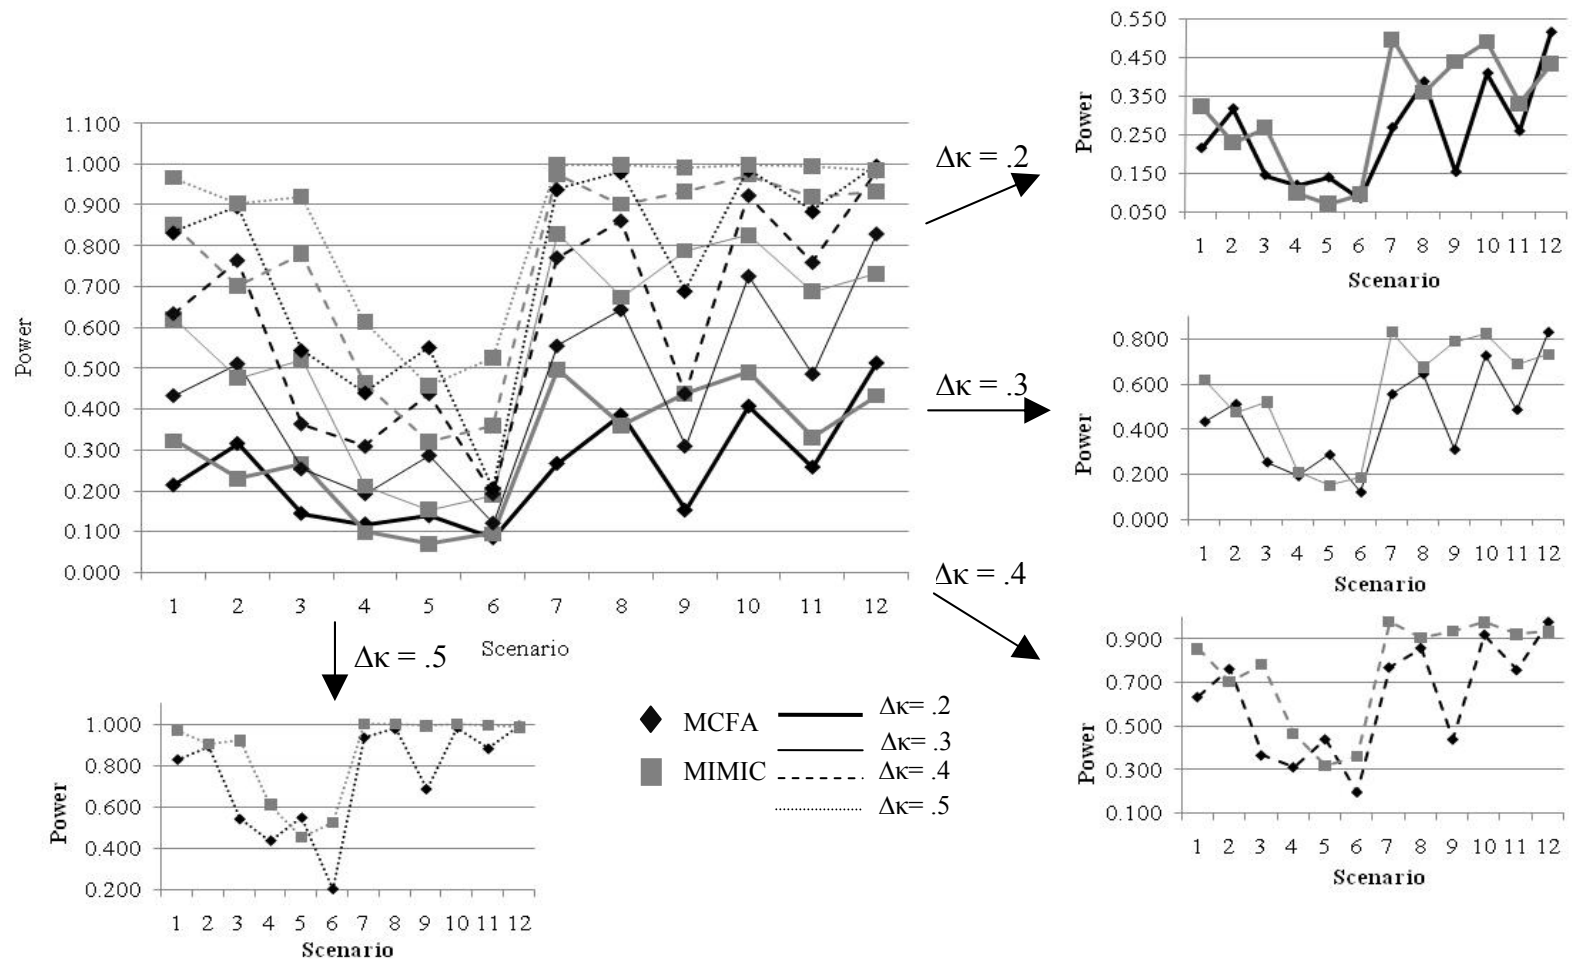 1.100
1.000
0.900
0.800
0.700
0.600
0.500
0.400
0.300
0.200
0.100
0.000
Power
1 2 3 4 5 6 7 8 9 10 11 12
Scenario
Δκ = .2
0.550
0.450
0.350
0.250
0.150
0.050
Power
1 2 3 4 5 6 7 8 9 10 11 12
Scenario
Δκ = .3
0.800
0.600
0.400
0.200
0.000
Power
1 2 3 4 5 6 7 8 9 10 11 12
Scenario
Δκ = .4
0.900
0.700
0.500
0.300
0.100
Power
1 2 3 4 5 6 7 8 9 10 11 12
Scenario
Δκ = .5
1.000
0.800
0.600
0.400
0.200
Power
1 2 3 4 5 6 7 8 9 10 11 12
Scenario
MCFA
MIMIC
Δκ= .2
Δκ= .3
Δκ= .4
Δκ= .5